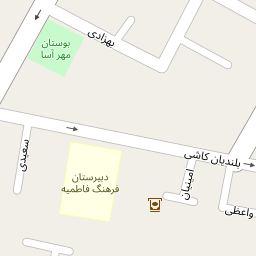 بهزادی
بوستان
مهر آسا
بلندیان کاشی
سعیدی
دبیرستان
فرهنگ فاطمیه
امینیان
واعظی